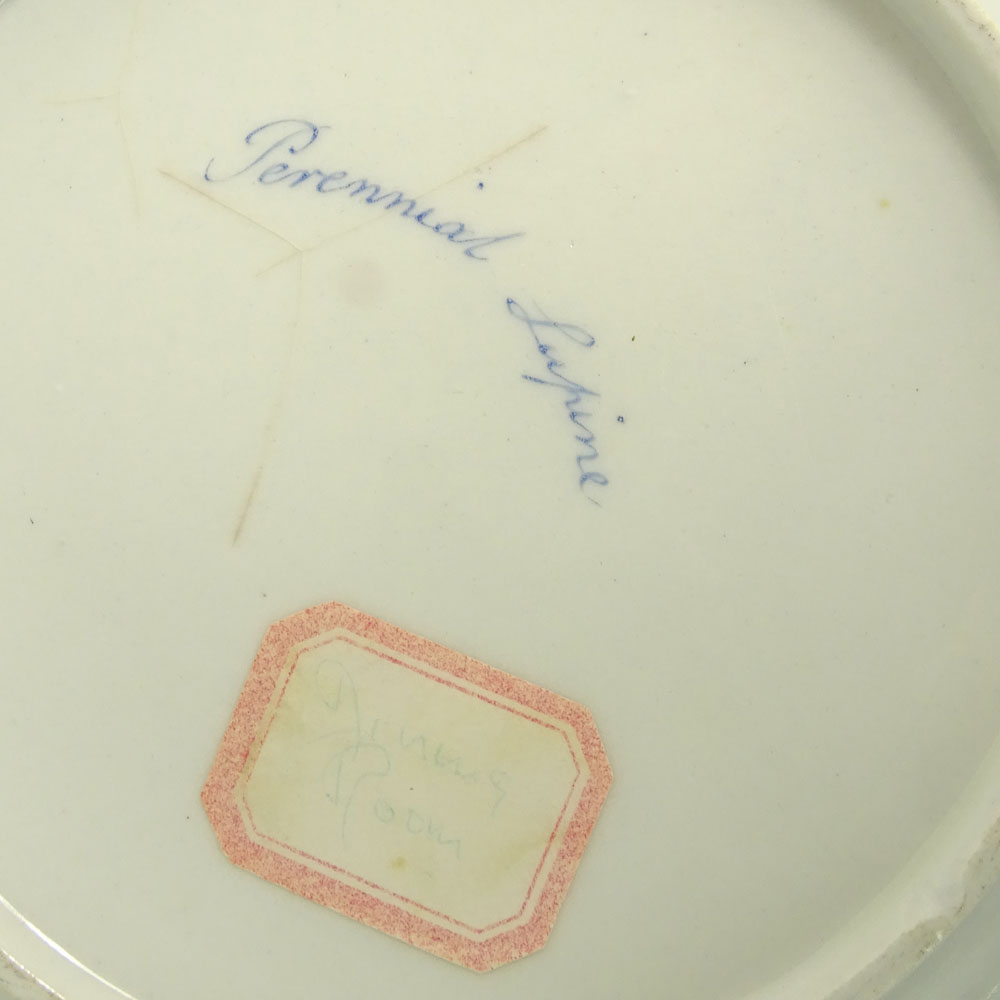 Perennial
Lupine
Dining
Room